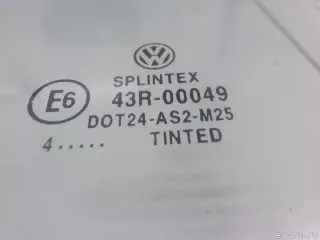 SPLINTEX
E6 43R-00049
DOT24-AS2-M25
4..... TINTED